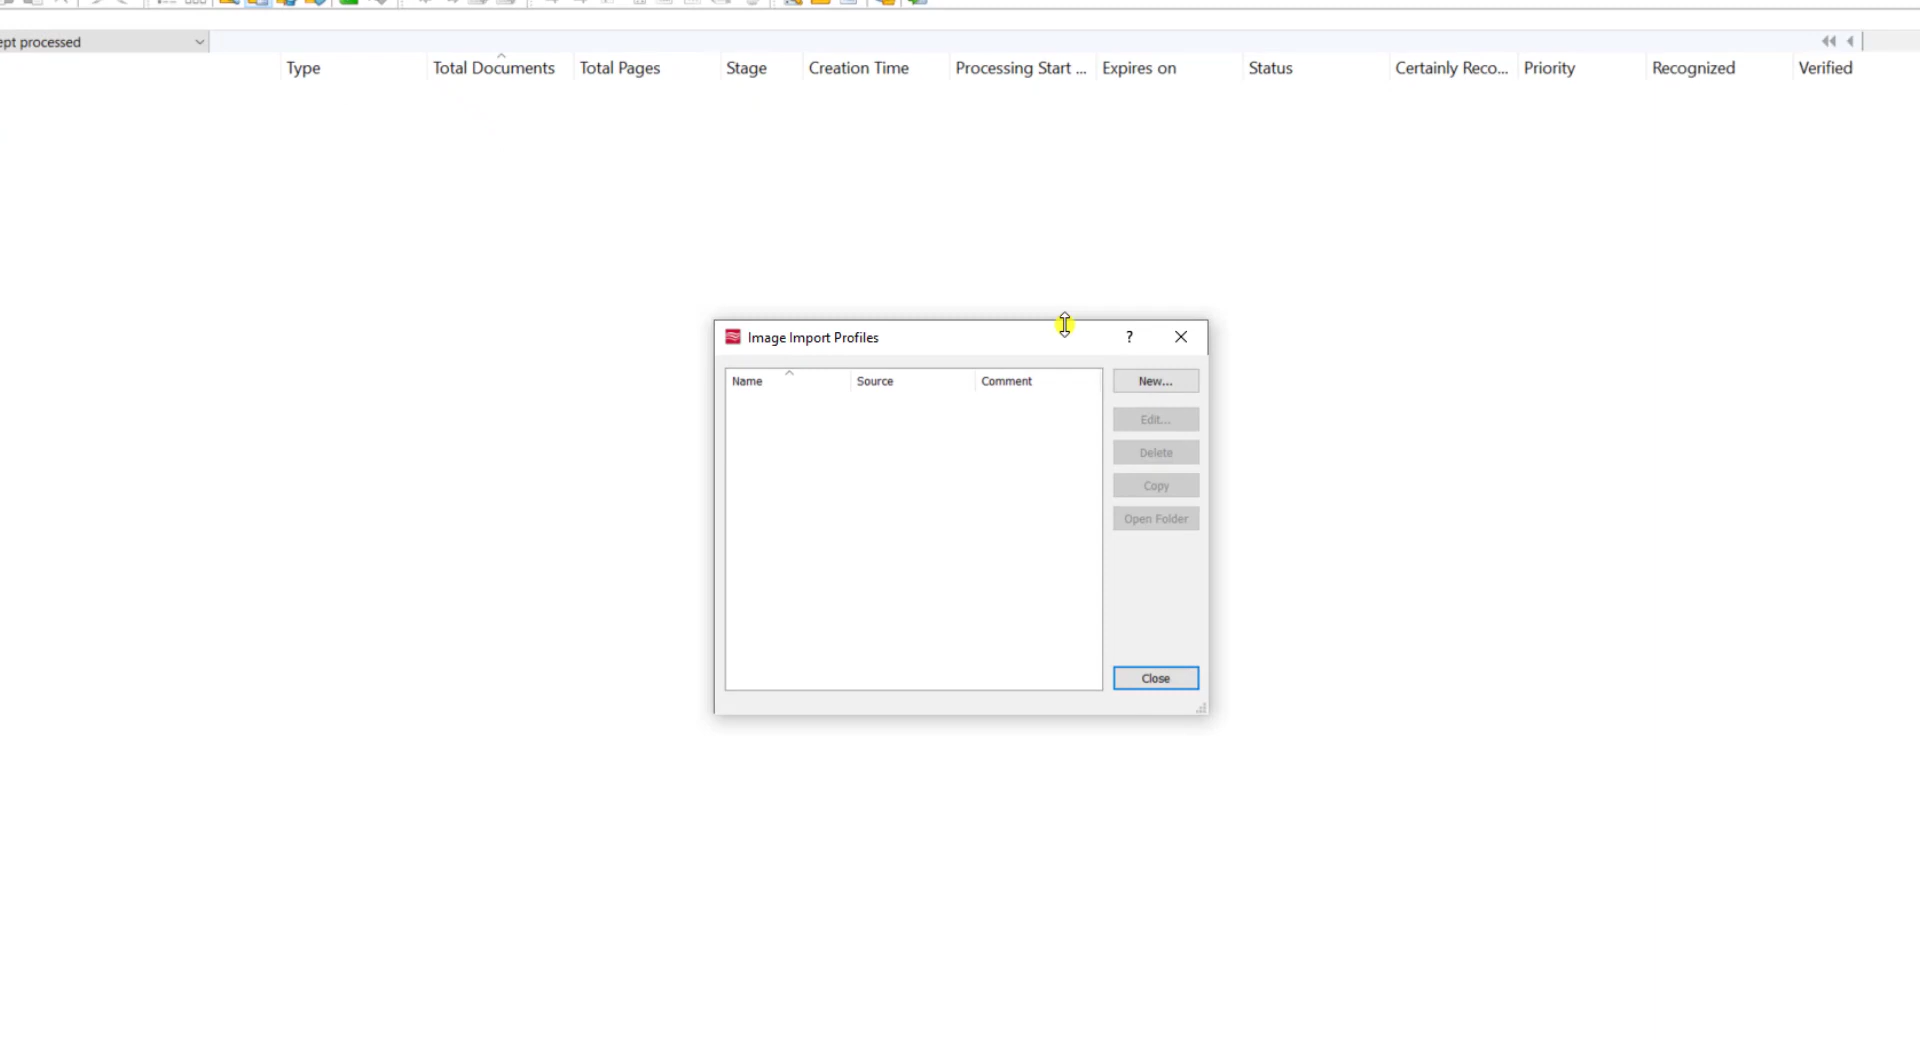 ept processed
Type Total Documents Total Pages Stage Creation Time Processing Start ... Expires on Status Certainly Reco... Priority Recognized Verified
Image Import Profiles ?
Name Source Comment New...
Edit...
Delete
Copy
Open Folder
Close